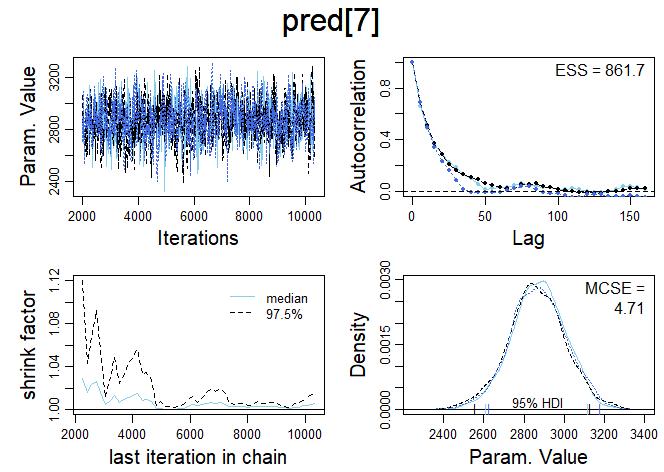 pred[7]
Param. Value
2400 2800 3200
2000 4000 6000 8000 10000
Iterations
Autocorrelation
0.0 0.4 0.8
ESS = 861.7
0 50 100 150
Lag
shrink factor
1.00 1.04 1.08 1.12
median
97.5%
2000 4000 6000 8000 10000
last iteration in chain
Density
0.0000 0.0015 0.0030
MCSE =
4.71
95% HDI
2400 2600 2800 3000 3200 3400
Param. Value